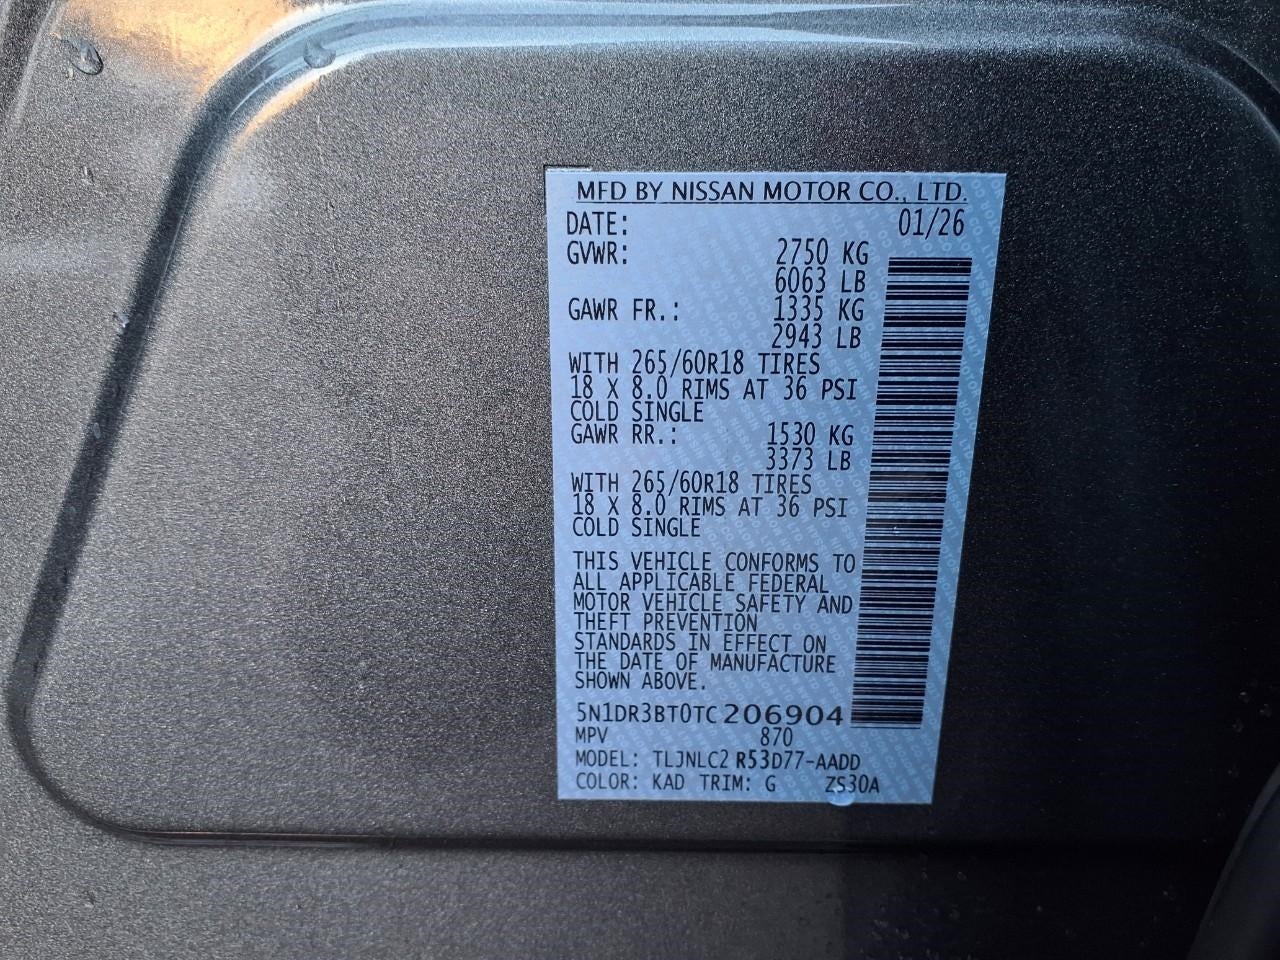 MFD BY NISSAN MOTOR CO., LTD.
DATE: 01/26
GVWR: 2750 KG
6063 LB
GAWR FR.: 1335 KG
2943 LB
WITH 265/60R18 TIRES
18 X 8.0 RIMS AT 36 PSI
COLD SINGLE
GAWR RR.: 1530 KG
3373 LB
WITH 265/60R18 TIRES
18 X 8.0 RIMS AT 36 PSI
COLD SINGLE
THIS VEHICLE CONFORMS TO
ALL APPLICABLE FEDERAL
MOTOR VEHICLE SAFETY AND
THEFT PREVENTION
STANDARDS IN EFFECT ON
THE DATE OF MANUFACTURE
SHOWN ABOVE.
5N1DR3BT0TC206904
MPV 870
MODEL: TLJNLC2 R53D77-AADD
COLOR: KAD TRIM: G ZS30A